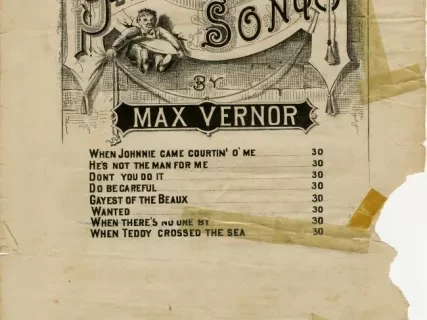 SONGS
BY
MAX VERNOR
WHEN JOHNNIE CAME COURTIN' O' ME 30
HE'S NOT THE MAN FOR ME 30
DONT YOU DO IT 30
DO BE CAREFUL 30
GAYEST OF THE BEAUX 30
WANTED 30
WHEN THERE'S NO ONE BY 30
WHEN TEDDY CROSSED THE SEA 30